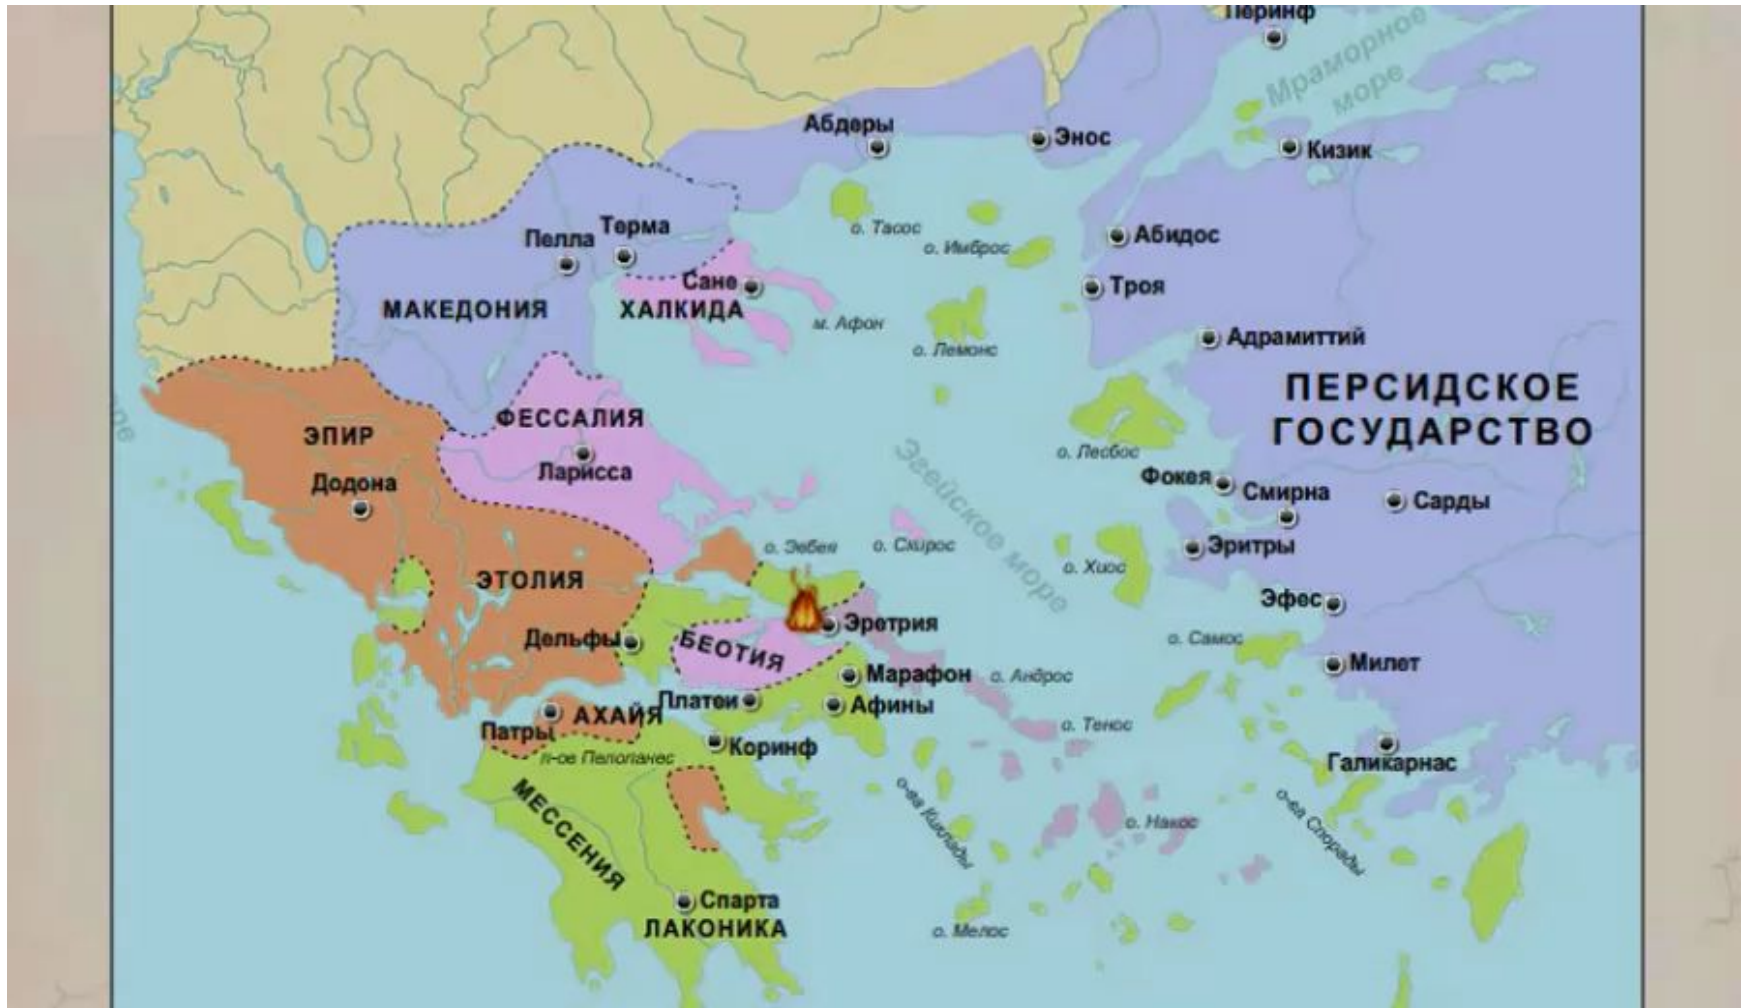 Перинф
Мраморное
море
Абдеры
Энос
Кизик
о. Тасос
Терма
Пелла
о. Имброс
Абидос
Сане
Троя
МАКЕДОНИЯ
ХАЛКИДА
м. Афон
о. Лемонс
Адрамиттий
ПЕРСИДСКОЕ
ГОСУДАРСТВО
ФЕССАЛИЯ
ЭПИР
о. Лесбос
Ларисса
Додона
Эгейское море
Фокея
Смирна
Сарды
о. Эвбея
о. Скирос
Эритры
о. Хиос
ЭТОЛИЯ
Эфес
Эретрия
Дельфы
БЕОТИЯ
о. Самос
Марафон
о. Андрос
Милет
Платеи
Афины
Патры
АХАЙЯ
о. Тенос
Коринф
п-ов Пелопанес
Галикарнас
МЕССЕНИЯ
о-ва Киклады
о. Накос
о-ва Спорады
Спарта
ЛАКОНИКА
о. Мелос